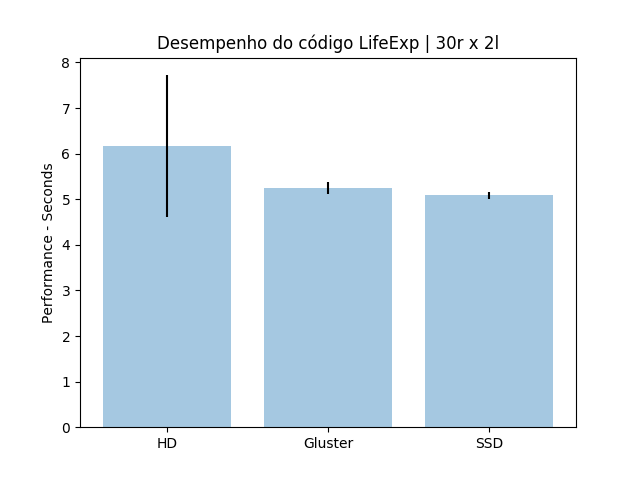 Desempenho do código LifeExp | 30r x 2l
Performance - Seconds
8
7
6
5
4
3
2
1
0
HD
Gluster
SSD